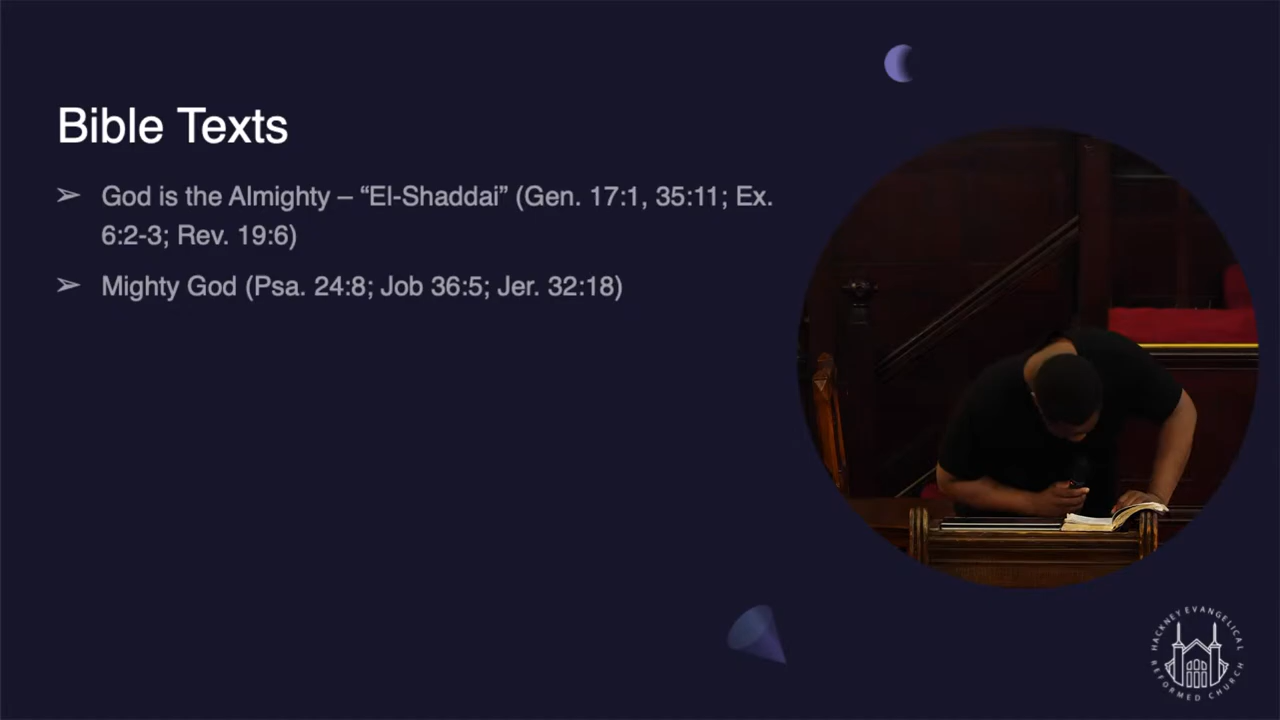 Bible Texts
➢ God is the Almighty – “El-Shaddai” (Gen. 17:1, 35:11; Ex.
6:2-3; Rev. 19:6)
➢ Mighty God (Psa. 24:8; Job 36:5; Jer. 32:18)
HACKNEY EVANGELICAL
REFORMED CHURCH